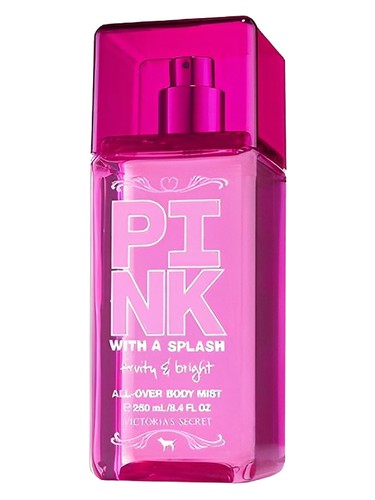 PI
NK
WITH A SPLASH
fruity & bright
ALL-OVER BODY MIST
℮ 250 mL/8.4 FL OZ
VICTORIA'S SECRET